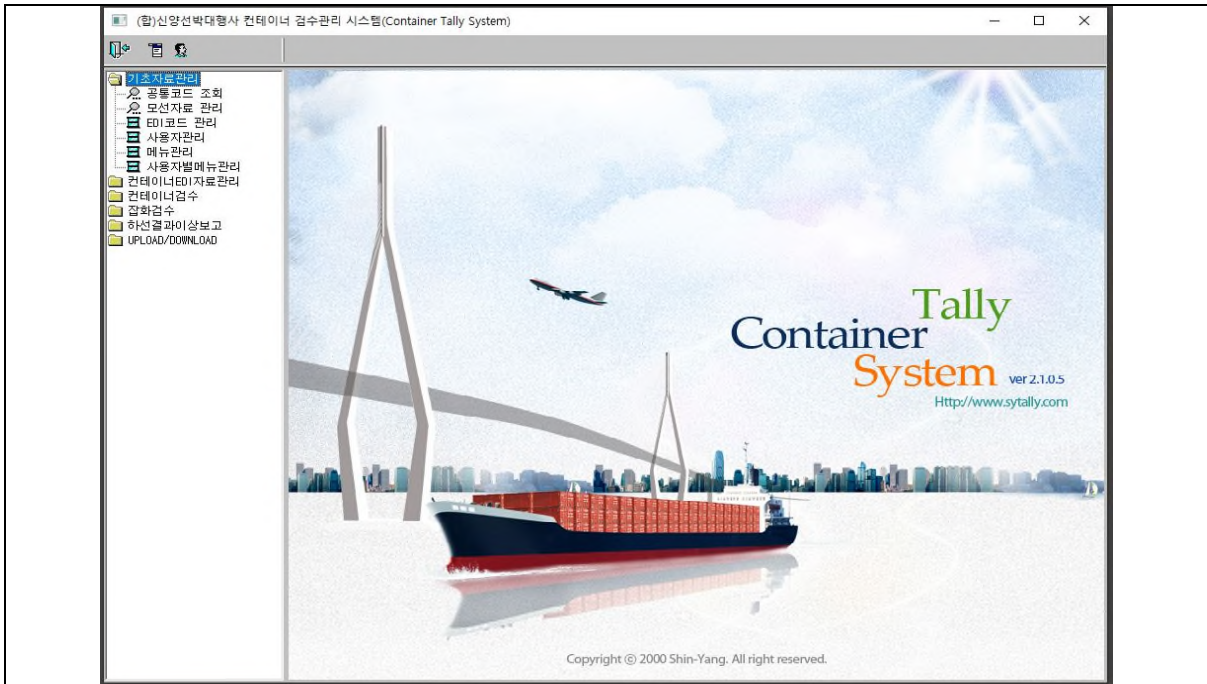 (합)신양선박대행사 컨테이너 검수관리 시스템(Container Tally System)
기초자료관리
공통코드 조회
모선자료 관리
EDI코드 관리
사용자관리
메뉴관리
사용자별메뉴관리
컨테이너EDI자료관리
컨테이너검수
잡화검수
하선결과이상보고
UPLOAD/DOWNLOAD
Tally
Container
System ver 2.1.0.5
Http://www.sytally.com
Copyright ⓒ 2000 Shin-Yang. All right reserved.